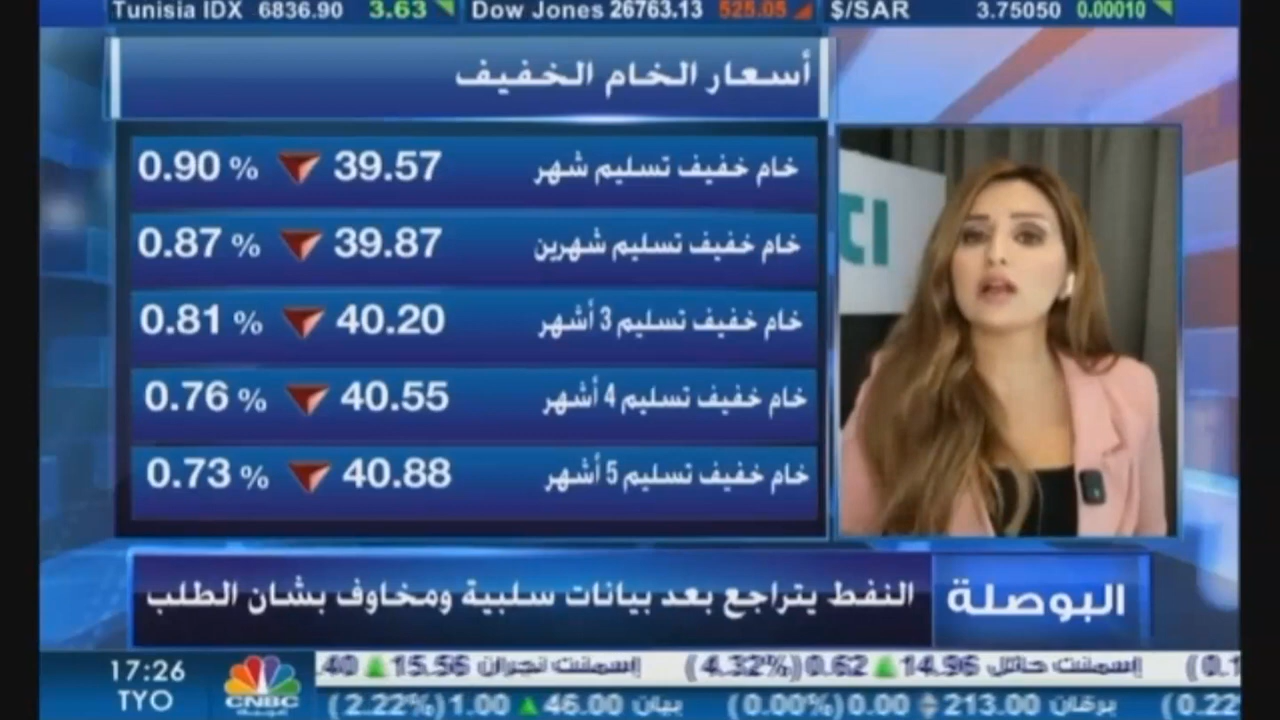 Tunisia IDX 6836.90 3.63 Dow Jones 26763.13 525.05 $/SAR 3.75050 0.00010
أسعار الخام الخفيف
خام خفيف تسليم شهر 39.57 0.90 %
خام خفيف تسليم شهرين 39.87 0.87 %
خام خفيف تسليم 3 أشهر 40.20 0.81 %
خام خفيف تسليم 4 أشهر 40.55 0.76 %
خام خفيف تسليم 5 أشهر 40.88 0.73 %
البوصلة
النفط يتراجع بعد بيانات سلبية ومخاوف بشان الطلب
17:26
TYO
CNBC
عربية
إسمنت حائل 14.96 0.62 (4.32%) إسمنت نجران 15.56 .40
برقان 213.00 0.00 (0.00%) بيان 46.00 1.00 (2.22%)